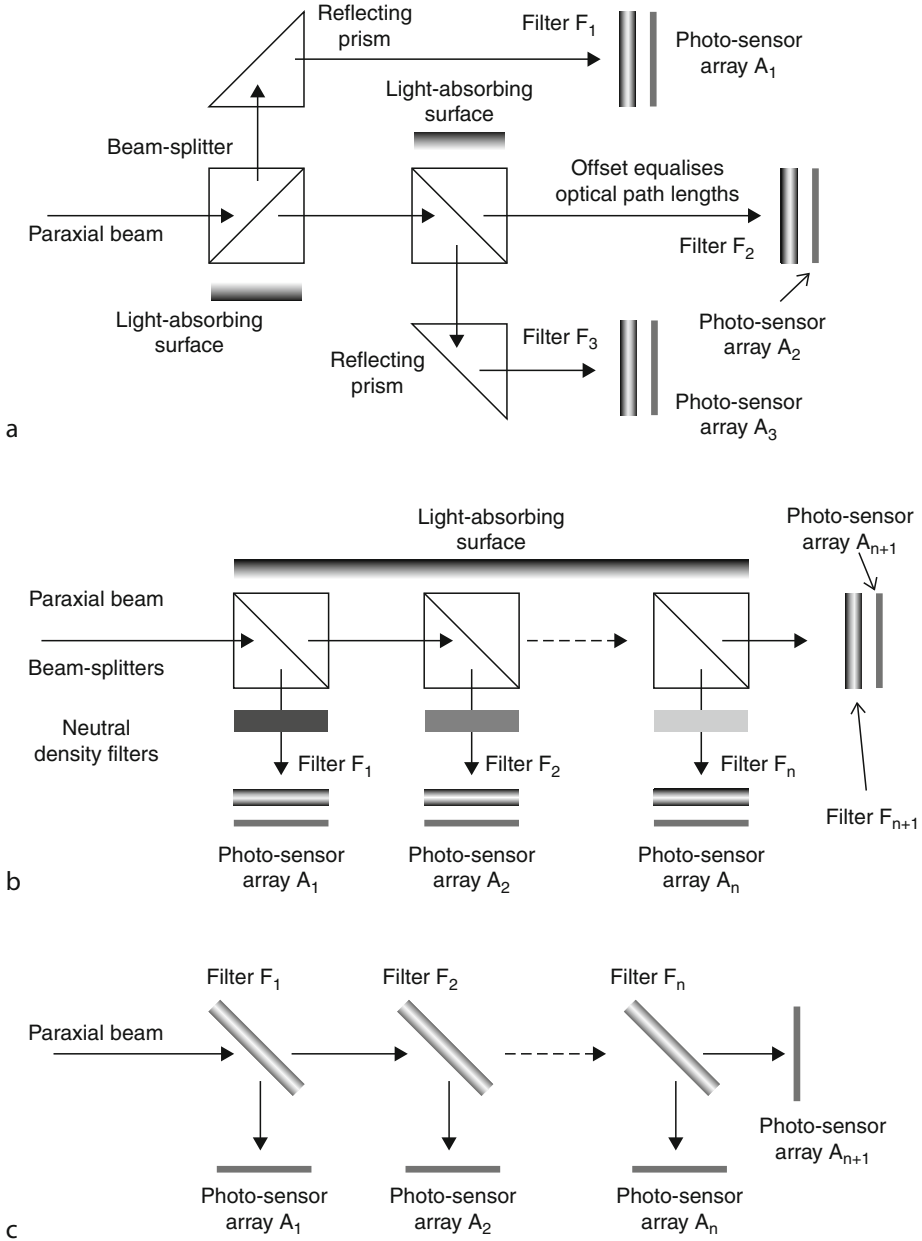 Reflecting
prism
Filter F1
Photo-sensor
array A1
Light-absorbing
surface
Beam-splitter
Offset equalises
optical path lengths
Paraxial beam
Filter F2
Light-absorbing
surface
Photo-sensor
array A2
Reflecting
prism
Filter F3
Photo-sensor
array A3
a
Light-absorbing
surface
Photo-sensor
array An+1
Paraxial beam
Beam-splitters
Neutral
density filters
Filter F1
Filter F2
Filter Fn
Filter Fn+1
Photo-sensor
array A1
Photo-sensor
array A2
Photo-sensor
array An
b
Filter F1
Filter F2
Filter Fn
Paraxial beam
Photo-sensor
array An+1
Photo-sensor
array A1
Photo-sensor
array A2
Photo-sensor
array An
c